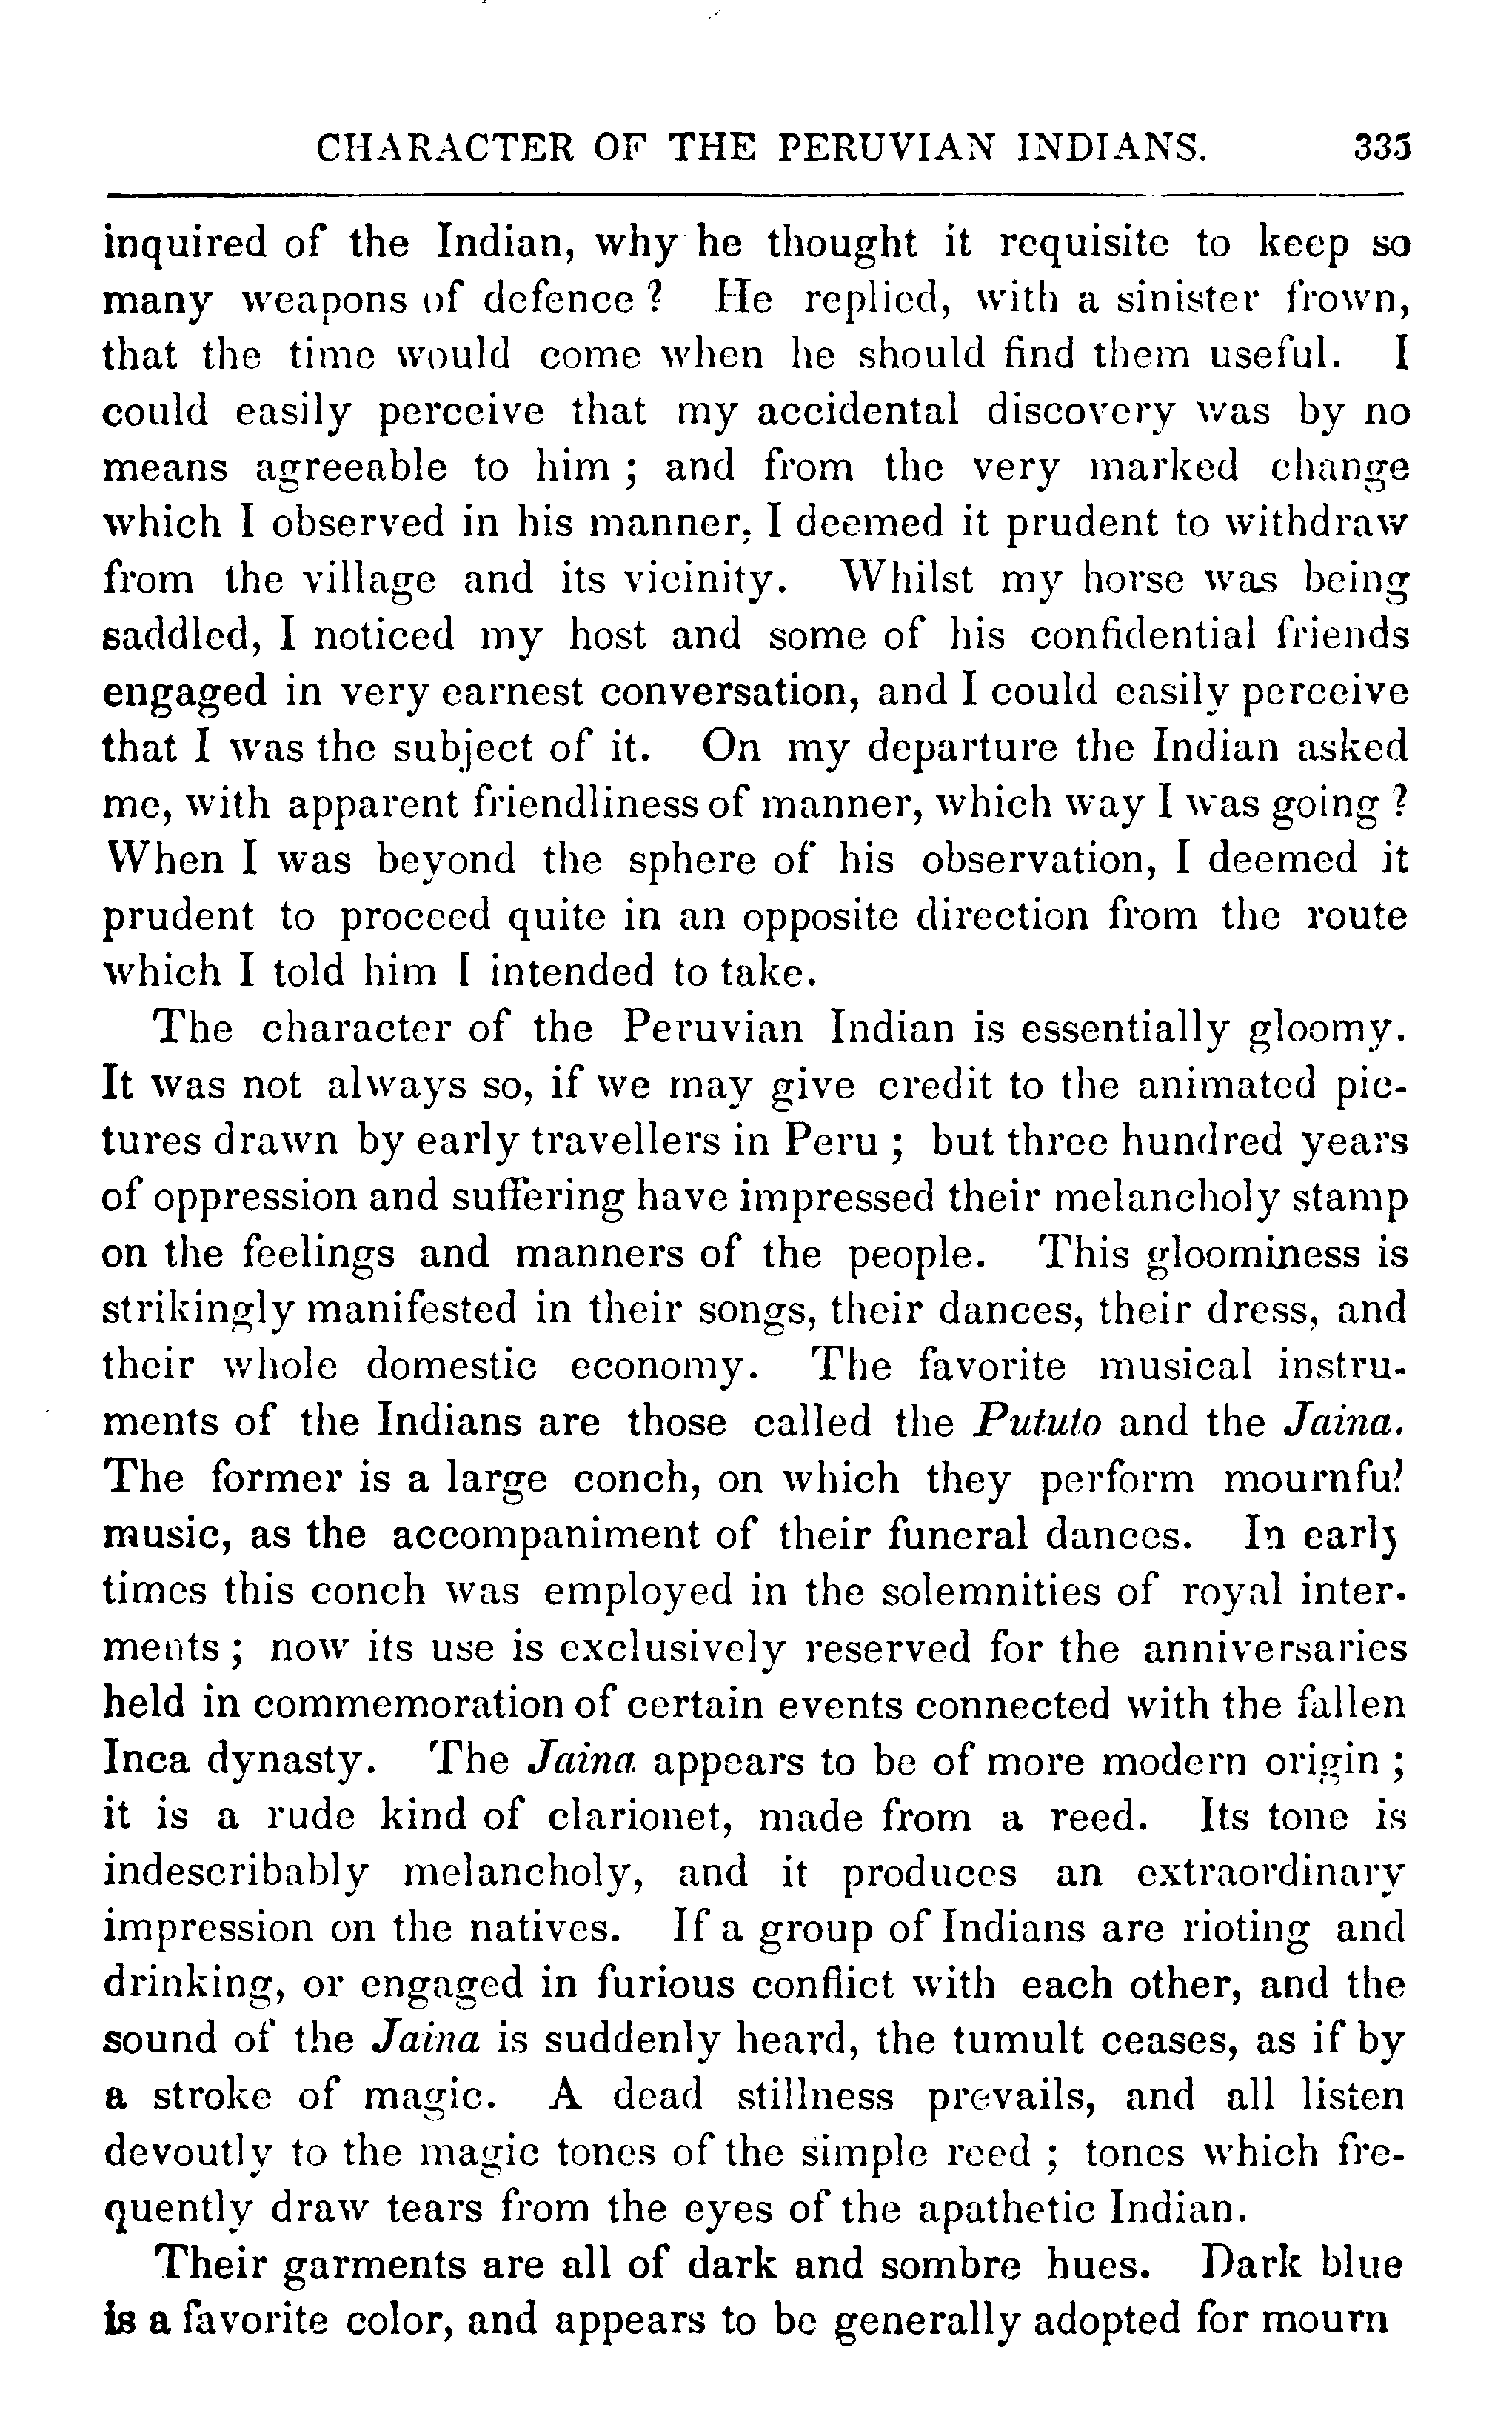 CHARACTER OF THE PERUVIAN INDIANS. 335
inquired of the Indian, why he thought it requisite to keep so
many weapons of defence? He replied, with a sinister frown,
that the time would come when he should find them useful. I
could easily perceive that my accidental discovery was by no
means agreeable to him; and from the very marked change
which I observed in his manner, I deemed it prudent to withdraw
from the village and its vicinity. Whilst my horse was being
saddled, I noticed my host and some of his confidential friends
engaged in very earnest conversation, and I could easily perceive
that I was the subject of it. On my departure the Indian asked
me, with apparent friendliness of manner, which way I was going?
When I was beyond the sphere of his observation, I deemed it
prudent to proceed quite in an opposite direction from the route
which I told him I intended to take.
The character of the Peruvian Indian is essentially gloomy.
It was not always so, if we may give credit to the animated pic-
tures drawn by early travellers in Peru; but three hundred years
of oppression and suffering have impressed their melancholy stamp
on the feelings and manners of the people. This gloominess is
strikingly manifested in their songs, their dances, their dress, and
their whole domestic economy. The favorite musical instru-
ments of the Indians are those called the Pututo and the Jaina.
The former is a large conch, on which they perform mournful
music, as the accompaniment of their funeral dances. In early
times this conch was employed in the solemnities of royal inter-
ments; now its use is exclusively reserved for the anniversaries
held in commemoration of certain events connected with the fallen
Inca dynasty. The Jaina appears to be of more modern origin;
it is a rude kind of clarionet, made from a reed. Its tone is
indescribably melancholy, and it produces an extraordinary
impression on the natives. If a group of Indians are rioting and
drinking, or engaged in furious conflict with each other, and the
sound of the Jaina is suddenly heard, the tumult ceases, as if by
a stroke of magic. A dead stillness prevails, and all listen
devoutly to the magic tones of the simple reed; tones which fre-
quently draw tears from the eyes of the apathetic Indian.
Their garments are all of dark and sombre hues. Dark blue
is a favorite color, and appears to be generally adopted for mourn